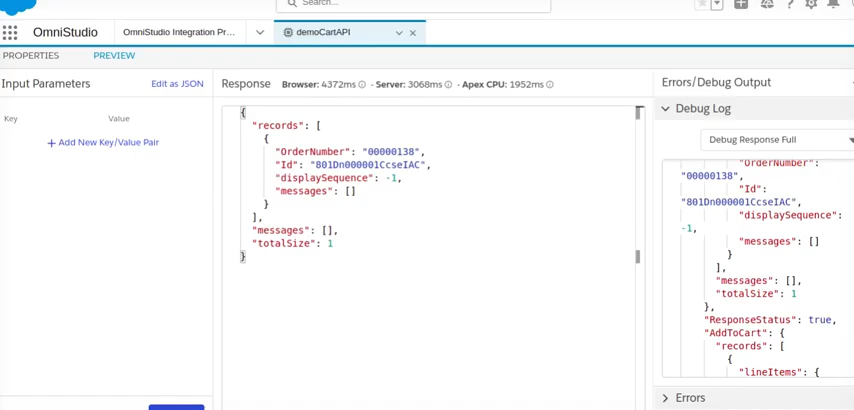 Search...
OmniStudio
OmniStudio Integration Pr...
demoCartAPI
PROPERTIES
PREVIEW
Input Parameters
Edit as JSON
Key
Value
+ Add New Key/Value Pair
Response
Browser: 4372ms - Server: 3068ms - Apex CPU: 1952ms
{
"records": [
{
"OrderNumber": "00000138",
"Id": "801Dn000001CcseIAC",
"displaySequence": -1,
"messages": []
}
],
"messages": [],
"totalSize": 1
}
Errors/Debug Output
Debug Log
Debug Response Full
"OrderNumber":
"00000138",
"Id":
"801Dn000001CcseIAC",
"displaySequence":
-1,
"messages": []
}
],
"messages": [],
"totalSize": 1
},
"ResponseStatus": true,
"AddToCart": {
"records": [
{
"lineItems": {
Errors